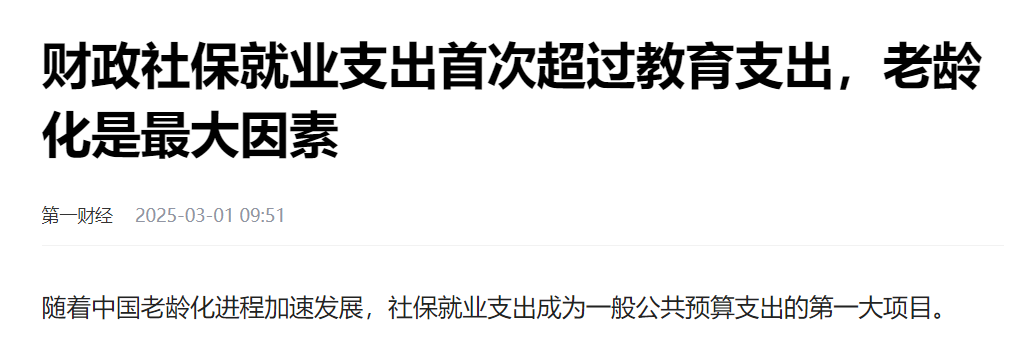 财政社保就业支出首次超过教育支出，老龄
化是最大因素
第一财经 2025-03-01 09:51
随着中国老龄化进程加速发展，社保就业支出成为一般公共预算支出的第一大项目。